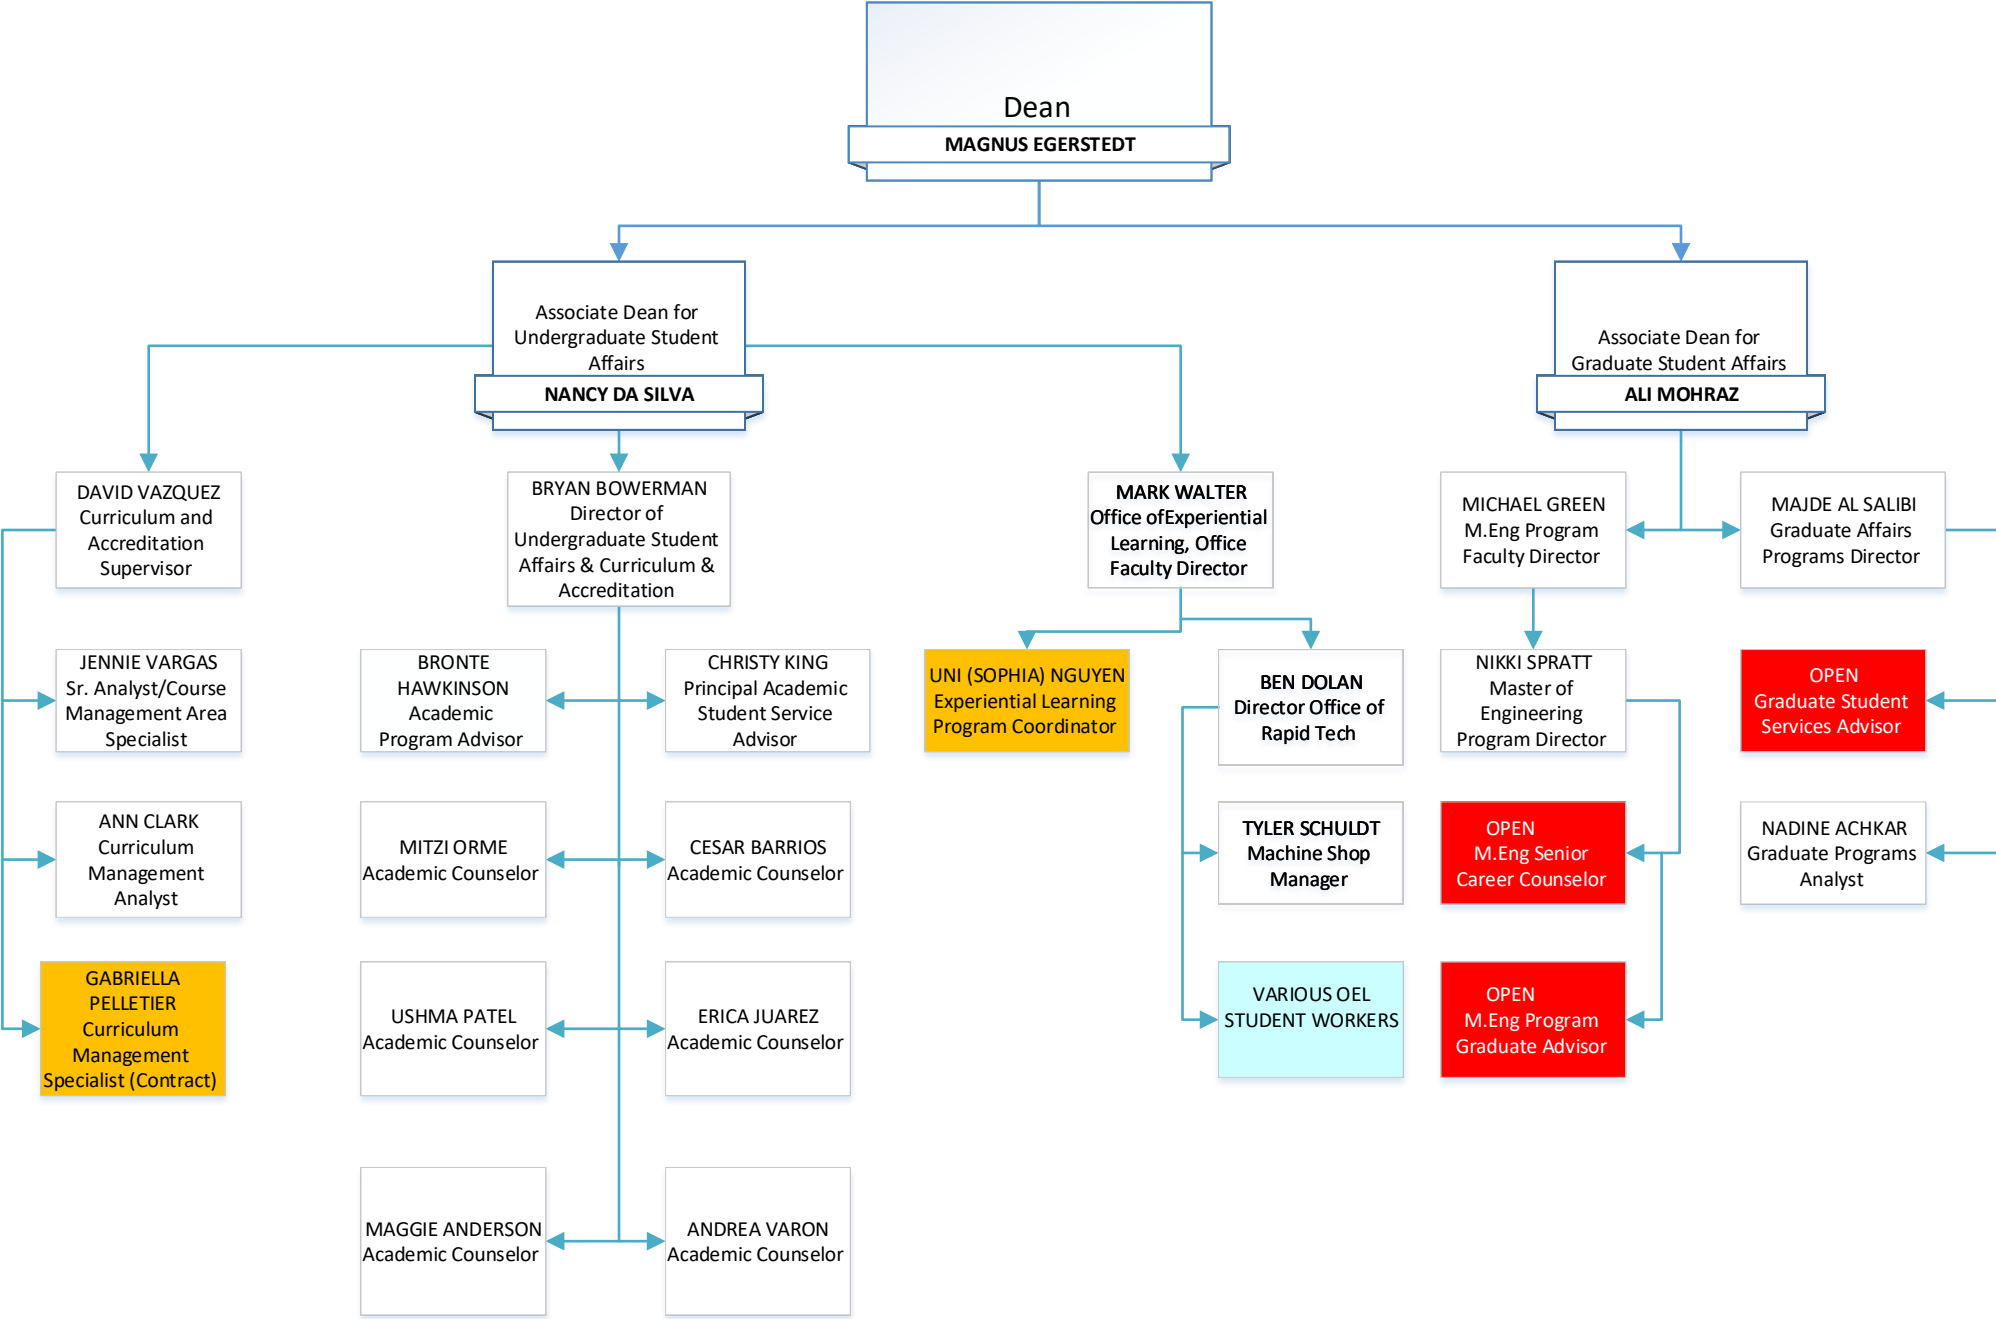 Dean
MAGNUS EGERSTEDT
Associate Dean for
Undergraduate Student
Affairs
NANCY DA SILVA
Associate Dean for
Graduate Student Affairs
ALI MOHRAZ
DAVID VAZQUEZ
Curriculum and
Accreditation
Supervisor
BRYAN BOWERMAN
Director of
Undergraduate Student
Affairs & Curriculum &
Accreditation
MARK WALTER
Office ofExperiential
Learning, Office
Faculty Director
MICHAEL GREEN
M.Eng Program
Faculty Director
MAJDE AL SALIBI
Graduate Affairs
Programs Director
JENNIE VARGAS
Sr. Analyst/Course
Management Area
Specialist
BRONTE
HAWKINSON
Academic
Program Advisor
CHRISTY KING
Principal Academic
Student Service
Advisor
UNI (SOPHIA) NGUYEN
Experiential Learning
Program Coordinator
BEN DOLAN
Director Office of
Rapid Tech
NIKKI SPRATT
Master of
Engineering
Program Director
OPEN
Graduate Student
Services Advisor
ANN CLARK
Curriculum
Management
Analyst
MITZI ORME
Academic Counselor
CESAR BARRIOS
Academic Counselor
TYLER SCHULDT
Machine Shop
Manager
OPEN
M.Eng Senior
Career Counselor
NADINE ACHKAR
Graduate Programs
Analyst
GABRIELLA
PELLETIER
Curriculum
Management
Specialist (Contract)
USHMA PATEL
Academic Counselor
ERICA JUAREZ
Academic Counselor
VARIOUS OEL
STUDENT WORKERS
OPEN
M.Eng Program
Graduate Advisor
MAGGIE ANDERSON
Academic Counselor
ANDREA VARON
Academic Counselor